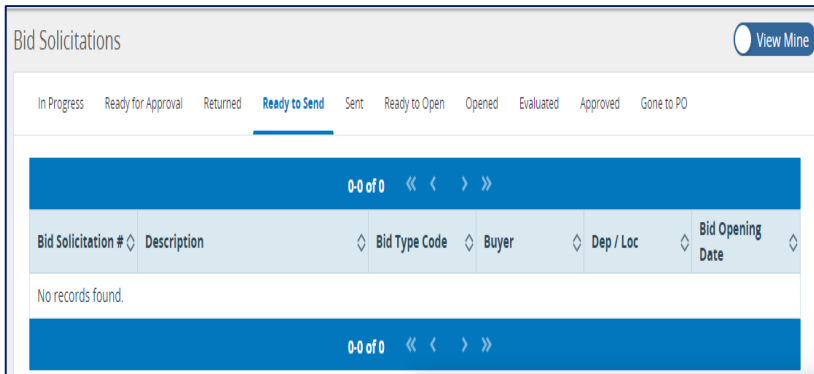 Bid Solicitations
View Mine
In Progress Ready for Approval Returned Ready to Send Sent Ready to Open Opened Evaluated Approved Gone to PO
0-0 of 0 « ‹ › »
Bid Solicitation # Description Bid Type Code Buyer Dep / Loc Bid Opening
Date
No records found.
0-0 of 0 « ‹ › »